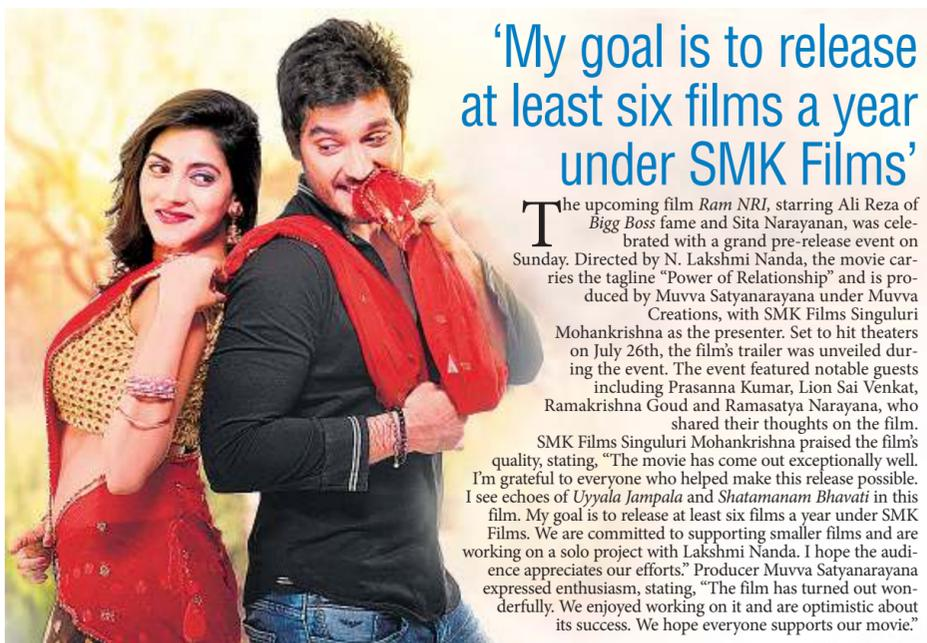 ‘My goal is to release
at least six films a year
under SMK Films’
The upcoming film Ram NRI, starring Ali Reza of
Bigg Boss fame and Sita Narayanan, was cele-
brated with a grand pre-release event on
Sunday. Directed by N. Lakshmi Nanda, the movie car-
ries the tagline “Power of Relationship” and is pro-
duced by Muvva Satyanarayana under Muvva
Creations, with SMK Films Singuluri
Mohankrishna as the presenter. Set to hit theaters
on July 26th, the film’s trailer was unveiled dur-
ing the event. The event featured notable guests
including Prasanna Kumar, Lion Sai Venkat,
Ramakrishna Goud and Ramasatya Narayana, who
shared their thoughts on the film.
SMK Films Singuluri Mohankrishna praised the film’s
quality, stating, “The movie has come out exceptionally well.
I’m grateful to everyone who helped make this release possible.
I see echoes of Uyyala Jampala and Shatamanam Bhavati in this
film. My goal is to release at least six films a year under SMK
Films. We are committed to supporting smaller films and are
working on a solo project with Lakshmi Nanda. I hope the audi-
ence appreciates our efforts.” Producer Muvva Satyanarayana
expressed enthusiasm, stating, “The film has turned out won-
derfully. We enjoyed working on it and are optimistic about
its success. We hope everyone supports our movie.”